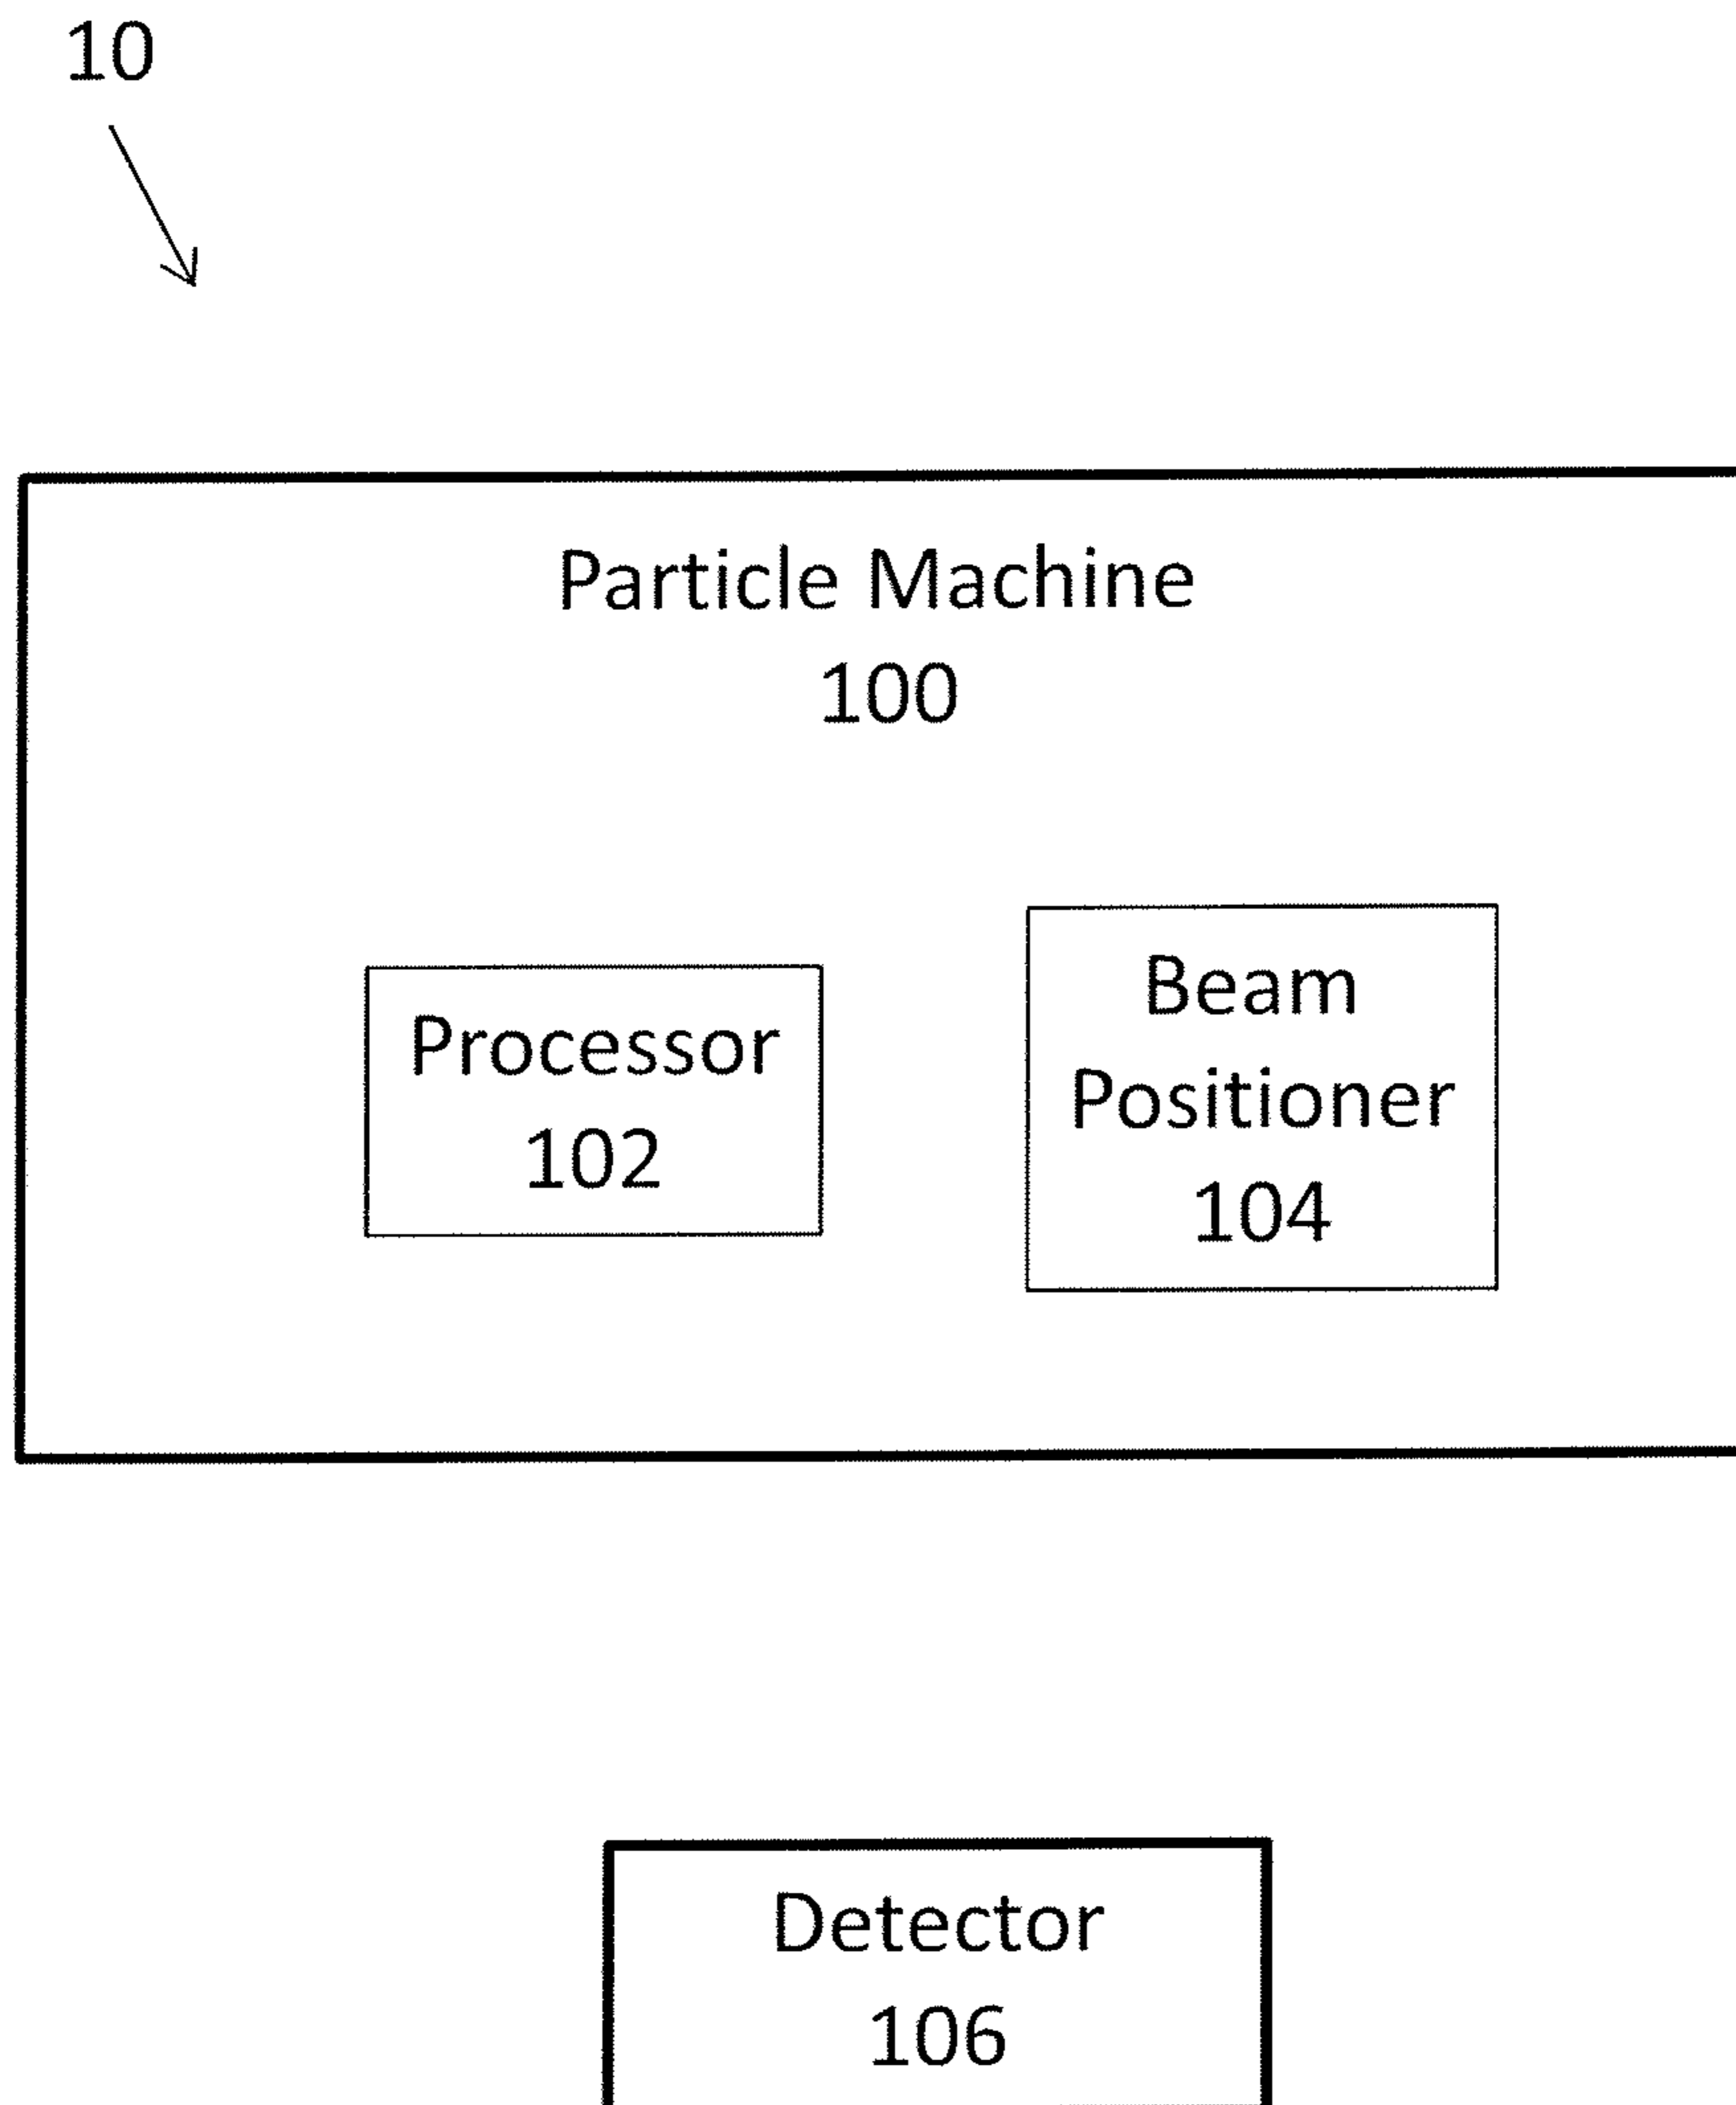 10
Particle Machine
100
Processor
102
Beam
Positioner
104
Detector
106